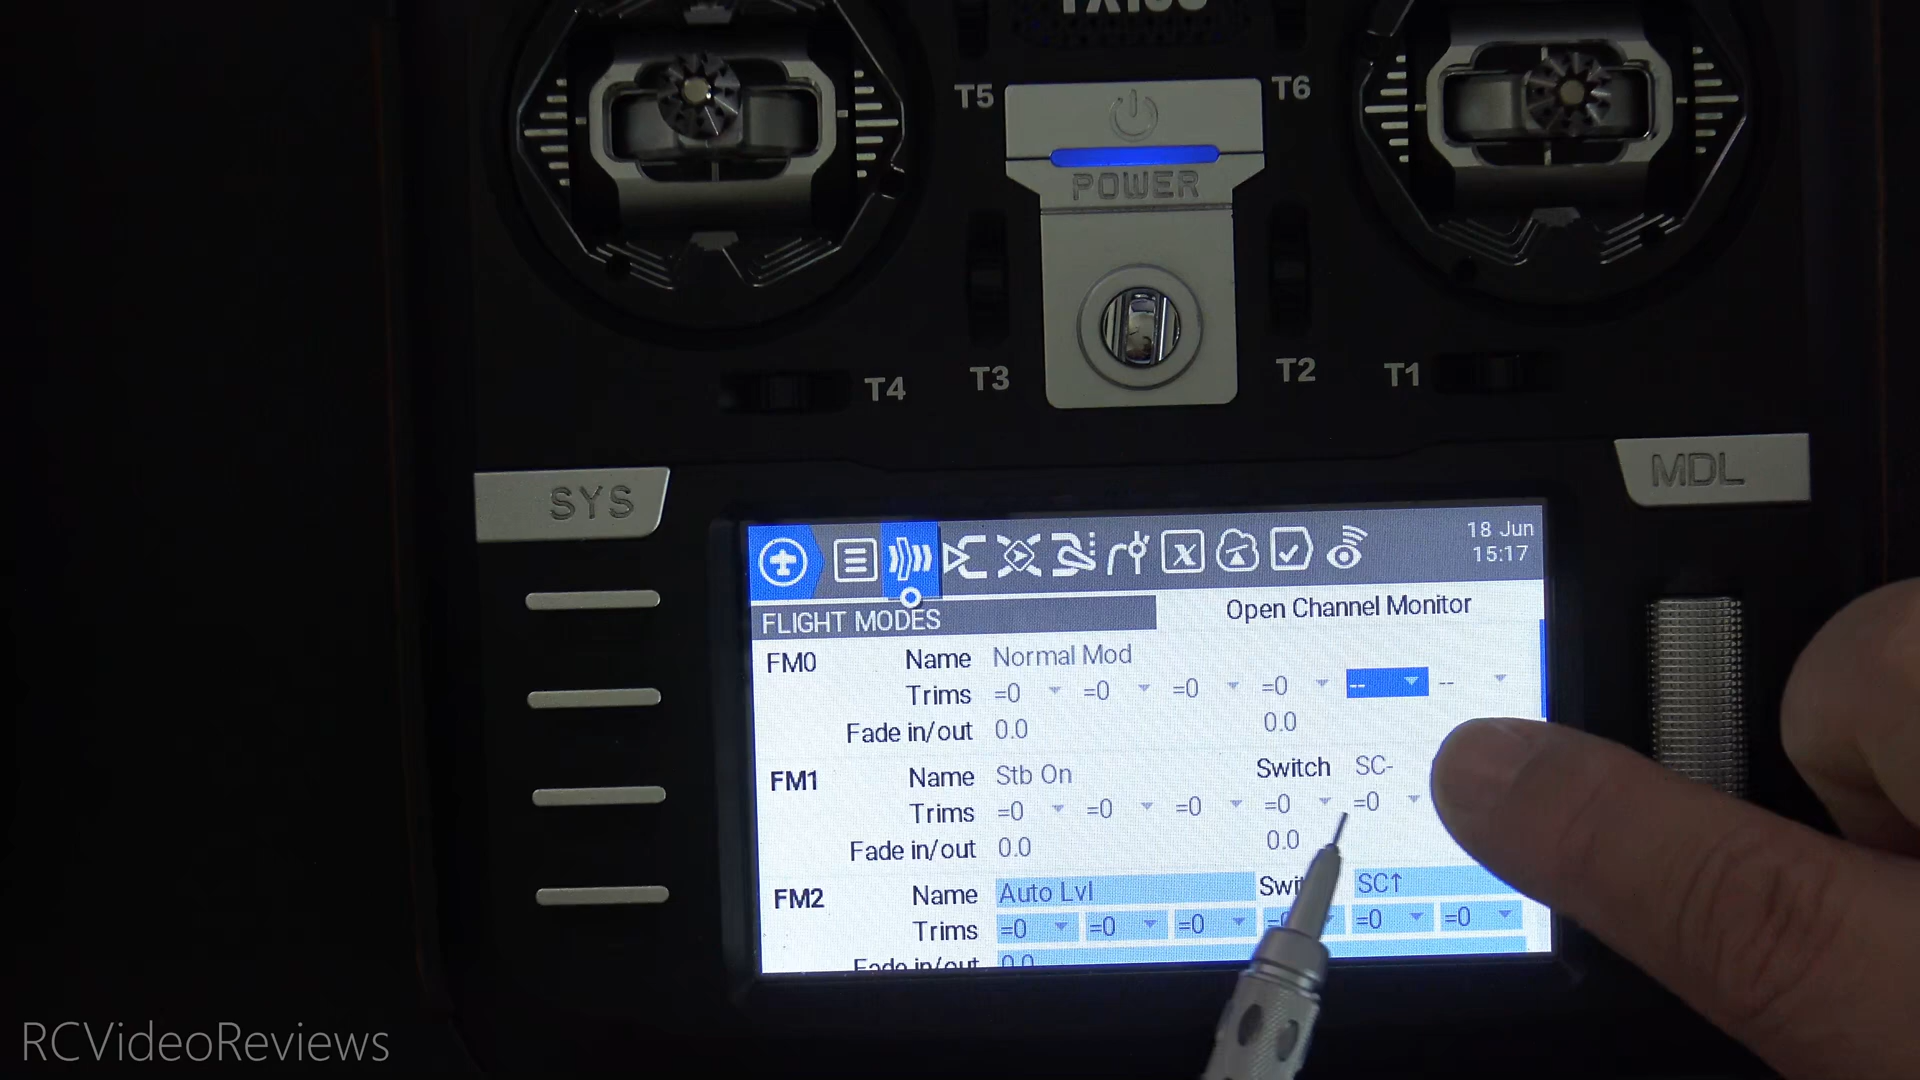 T5
T6
POWER
T4
T3
T2
T1
SYS
MDL
18 Jun
15:17
FLIGHT MODES
Open Channel Monitor
FM0 Name Normal Mod
Trims =0 =0 =0 =0 -- --
Fade in/out 0.0 0.0
FM1 Name Stb On Switch SC-
Trims =0 =0 =0 =0 =0
Fade in/out 0.0 0.0
FM2 Name Auto Lvl SC↑
Trims =0 =0 =0 =0 =0
Fade in/out 0.0
RCVideoReviews